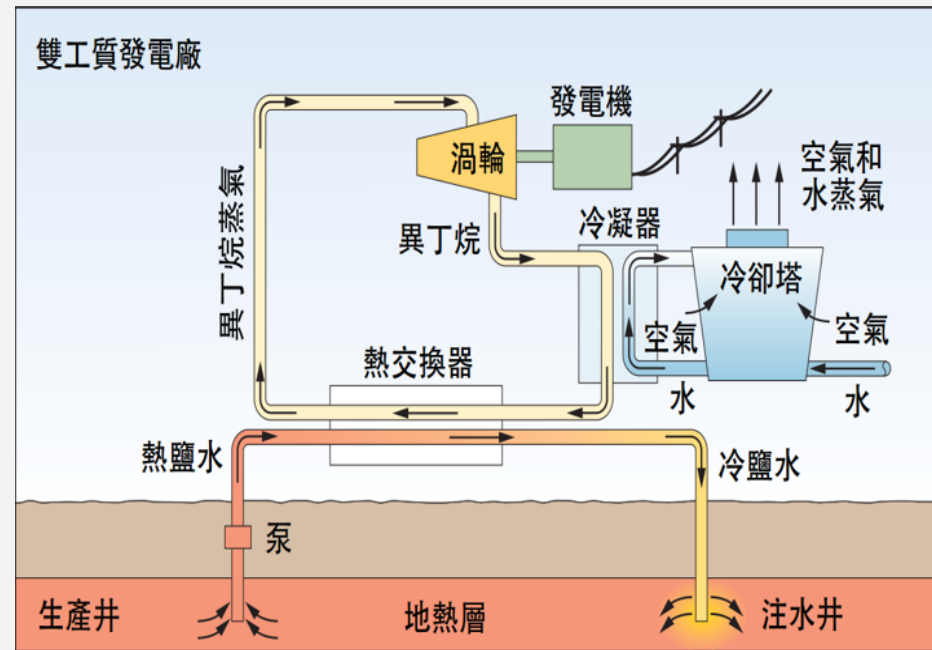 雙工質發電廠
發電機
渦輪
空氣和
水蒸氣
異丁烷蒸氣
異丁烷
冷凝器
冷卻塔
空氣
空氣
熱交換器
水
水
熱鹽水
冷鹽水
泵
生產井
地熱層
注水井